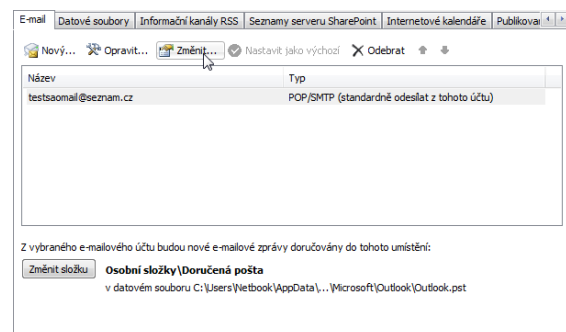 E-mail Datové soubory Informační kanály RSS Seznamy serveru SharePoint Internetové kalendáře
Nový... Opravit... Změnit... Nastavit jako výchozí Odebrat
Název Typ
testsaomail@seznam.cz POP/SMTP (standardně odesílat z tohoto účtu)
Z vybraného e-mailového účtu budou nové e-mailové zprávy doručovány do tohoto umístění:
Změnit složku Osobní složky\Doručená pošta
v datovém souboru C:\Users\Netbook\AppData\...\Microsoft\Outlook\Outlook.pst